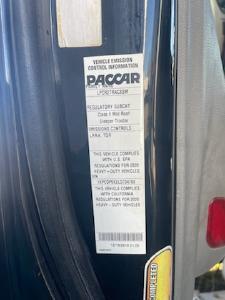 VEHICLE EMISSION
CONTROL INFORMATION
PACCAR
REGULATORY SUBCAT
Class 8 Mid Roof
Sleeper Tractor
EMISSIONS CONTROLS
THIS VEHICLE COMPLIES
WITH U.S. EPA
REGULATIONS FOR 2020
HEAVY - DUTY VEHICLES
THIS VEHICLE COMPLIES
WITH CALIFORNIA
REGULATIONS FOR 2020
HEAVY - DUTY VEHICLES
COMPLETED